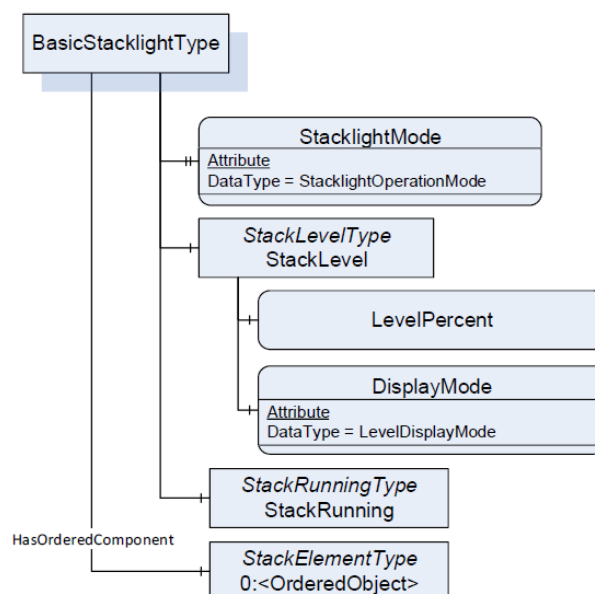 BasicStacklightType
StacklightMode
Attribute
DataType = StacklightOperationMode
StackLevelType
StackLevel
LevelPercent
DisplayMode
Attribute
DataType = LevelDisplayMode
StackRunningType
StackRunning
HasOrderedComponent
StackElementType
0:<OrderedObject>